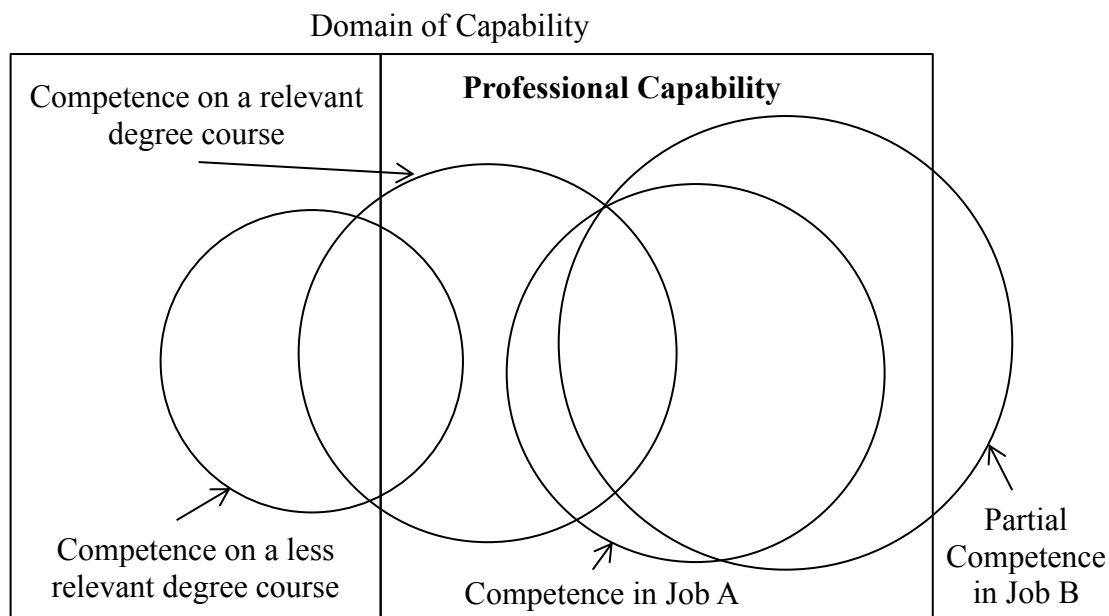 Domain of Capability
Competence on a relevant
degree course
Professional Capability
Competence on a less
relevant degree course
Competence in Job A
Partial
Competence
in Job B